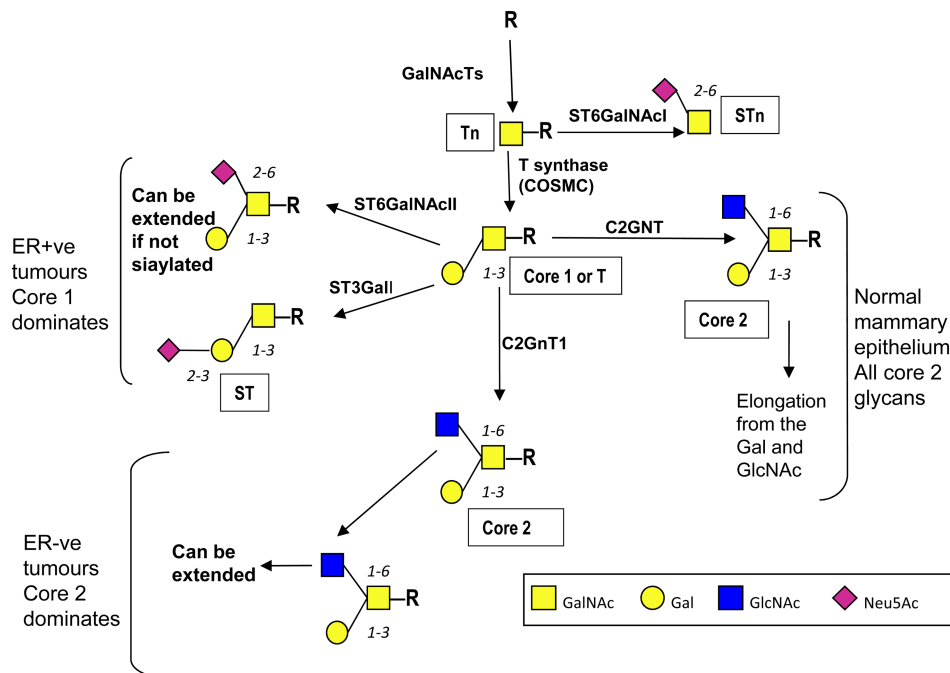 R
GalNAcTs
2-6
ST6GalNAcI
STn
Tn
R
T synthase
(COSMC)
2-6
Can be
extended
if not
siaylated
R
1-3
ST6GalNAcII
ER+ve
tumours
Core 1
dominates
ST3GalI
R
1-3
2-3
ST
R
1-3
Core 1 or T
C2GNT
1-6
R
1-3
Core 2
Normal
mammary
epithelium
All core 2
glycans
Elongation
from the
Gal and
GlcNAc
C2GnT1
1-6
R
1-3
Core 2
ER-ve
tumours
Core 2
dominates
Can be
extended
1-6
R
1-3
GalNAc
Gal
GlcNAc
Neu5Ac